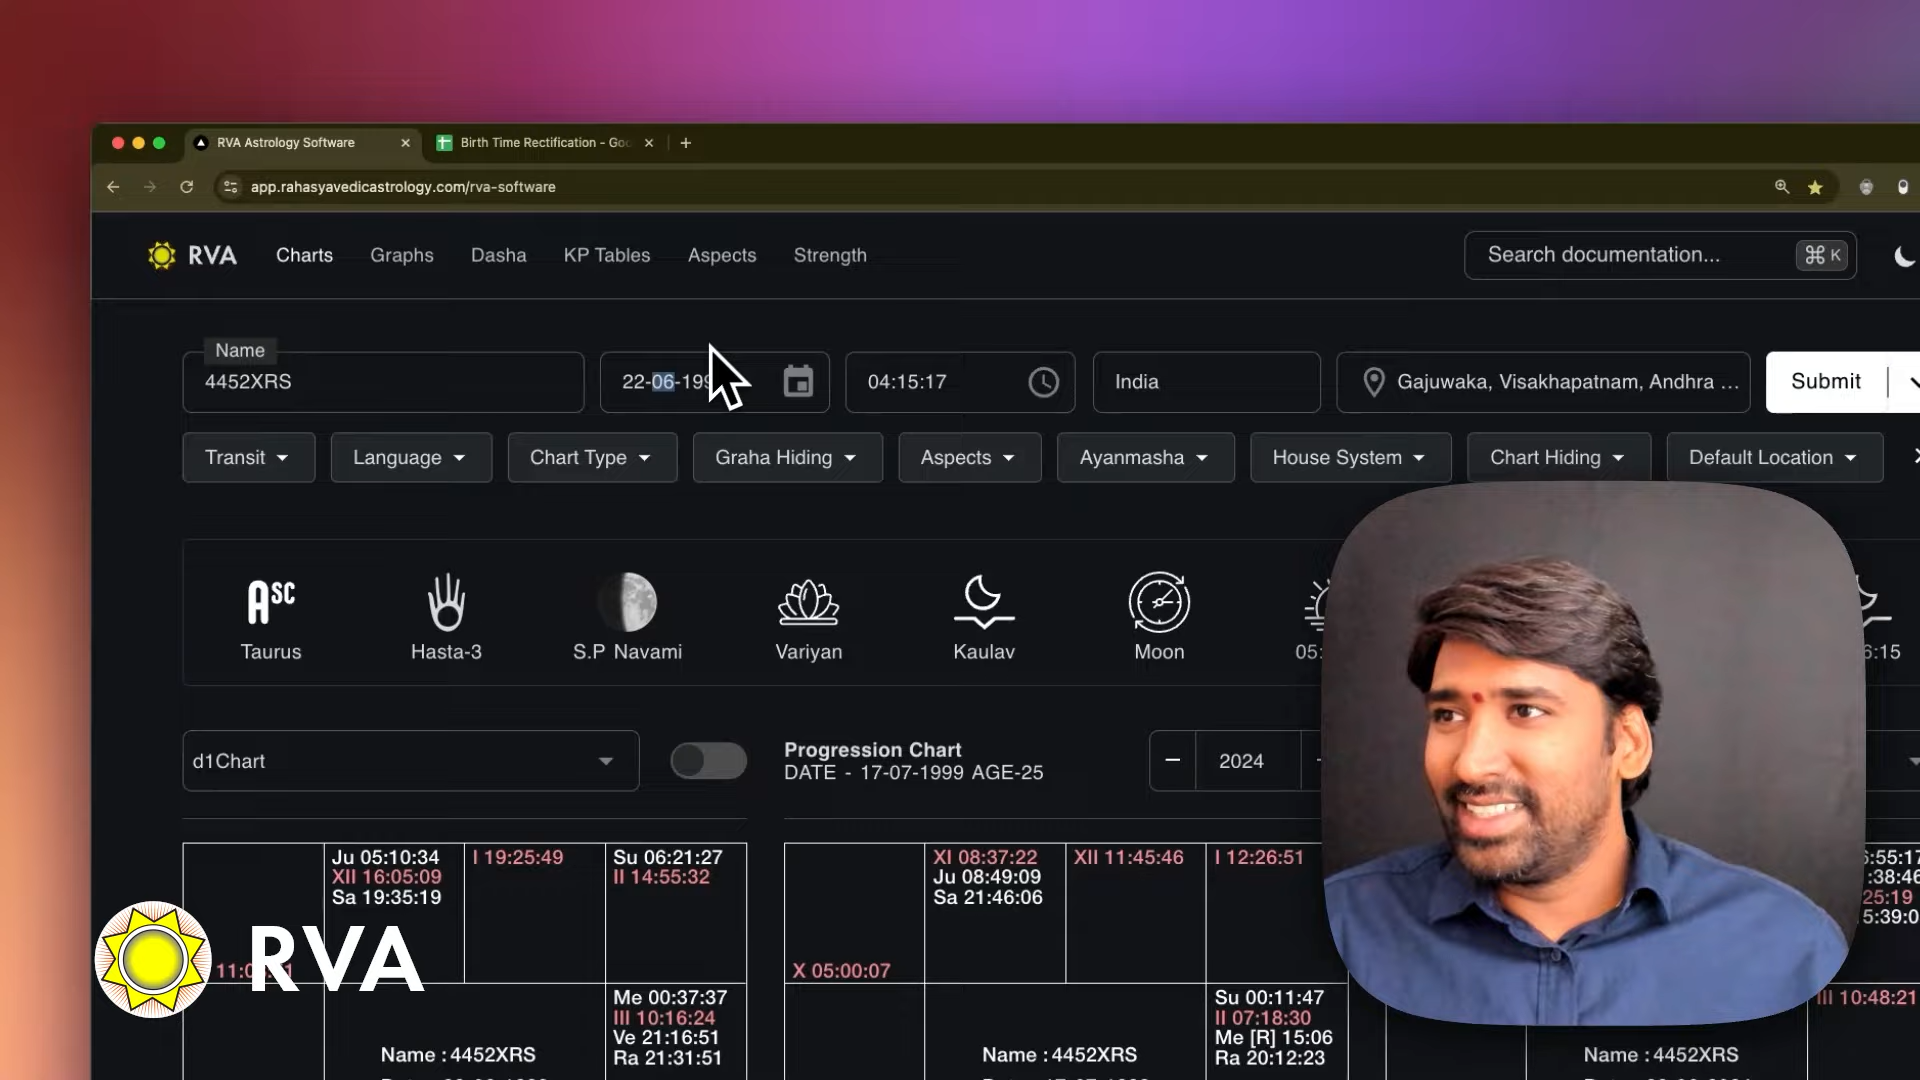 RVA Astrology Software
Birth Time Rectification - Goo
app.rahasyavedicastrology.com/rva-software
RVA Charts Graphs Dasha KP Tables Aspects Strength
Search documentation... ⌘ K
Name
4452XRS 22-06-199 04:15:17 India Gajuwaka, Visakhapatnam, Andhra ... Submit
Transit Language Chart Type Graha Hiding Aspects Ayanmasha House System Chart Hiding Default Location
ASC
Taurus Hasta-3 S.P Navami Variyan Kaulav Moon 05: 6:15
d1Chart
Progression Chart
DATE - 17-07-1999 AGE-25
2024
Ju 05:10:34
XII 16:05:09
Sa 19:35:19
I 19:25:49
Su 06:21:27
II 14:55:32
XI 08:37:22
Ju 08:49:09
Sa 21:46:06
XII 11:45:46
I 12:26:51
X 05:00:07
RVA
Me 00:37:37
III 10:16:24
Ve 21:16:51
Ra 21:31:51
Su 00:11:47
II 07:18:30
Me [R] 15:06
Ra 20:12:23
III 10:48:21
Name : 4452XRS
Name : 4452XRS
Name : 4452XRS